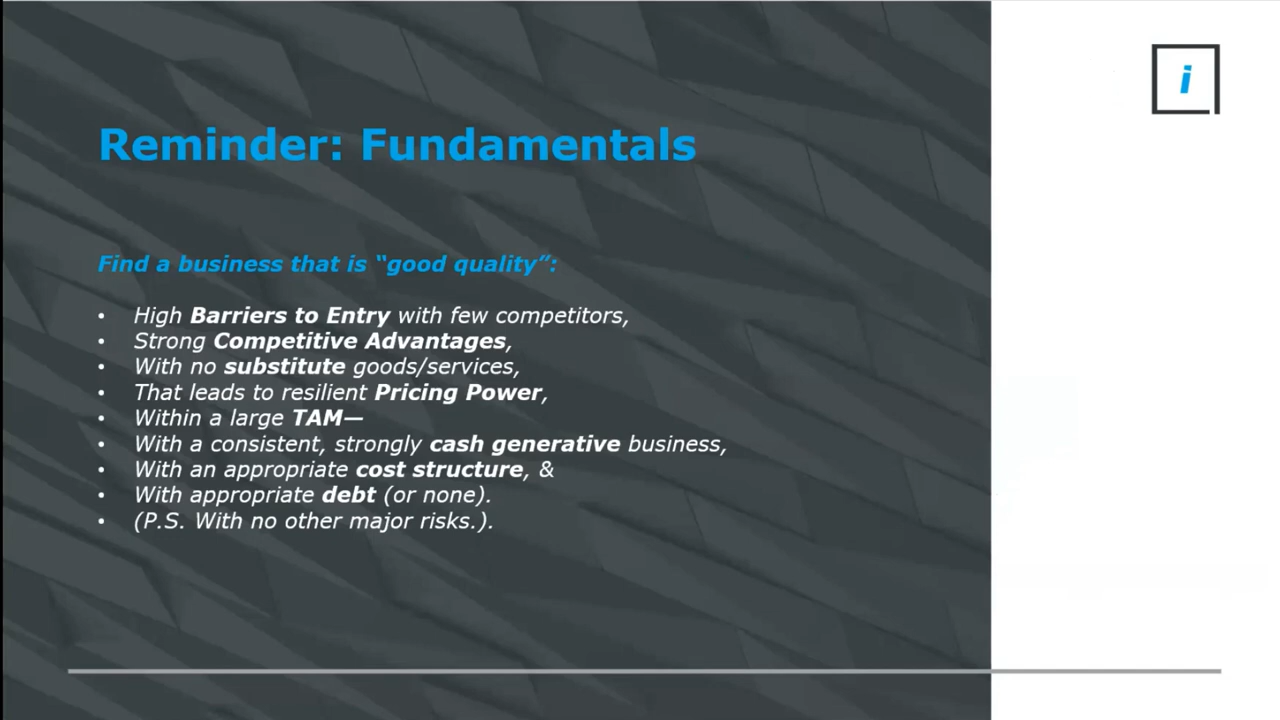 i
Reminder: Fundamentals
Find a business that is “good quality”:
• High Barriers to Entry with few competitors,
• Strong Competitive Advantages,
• With no substitute goods/services,
• That leads to resilient Pricing Power,
• Within a large TAM—
• With a consistent, strongly cash generative business,
• With an appropriate cost structure, &
• With appropriate debt (or none).
• (P.S. With no other major risks.).